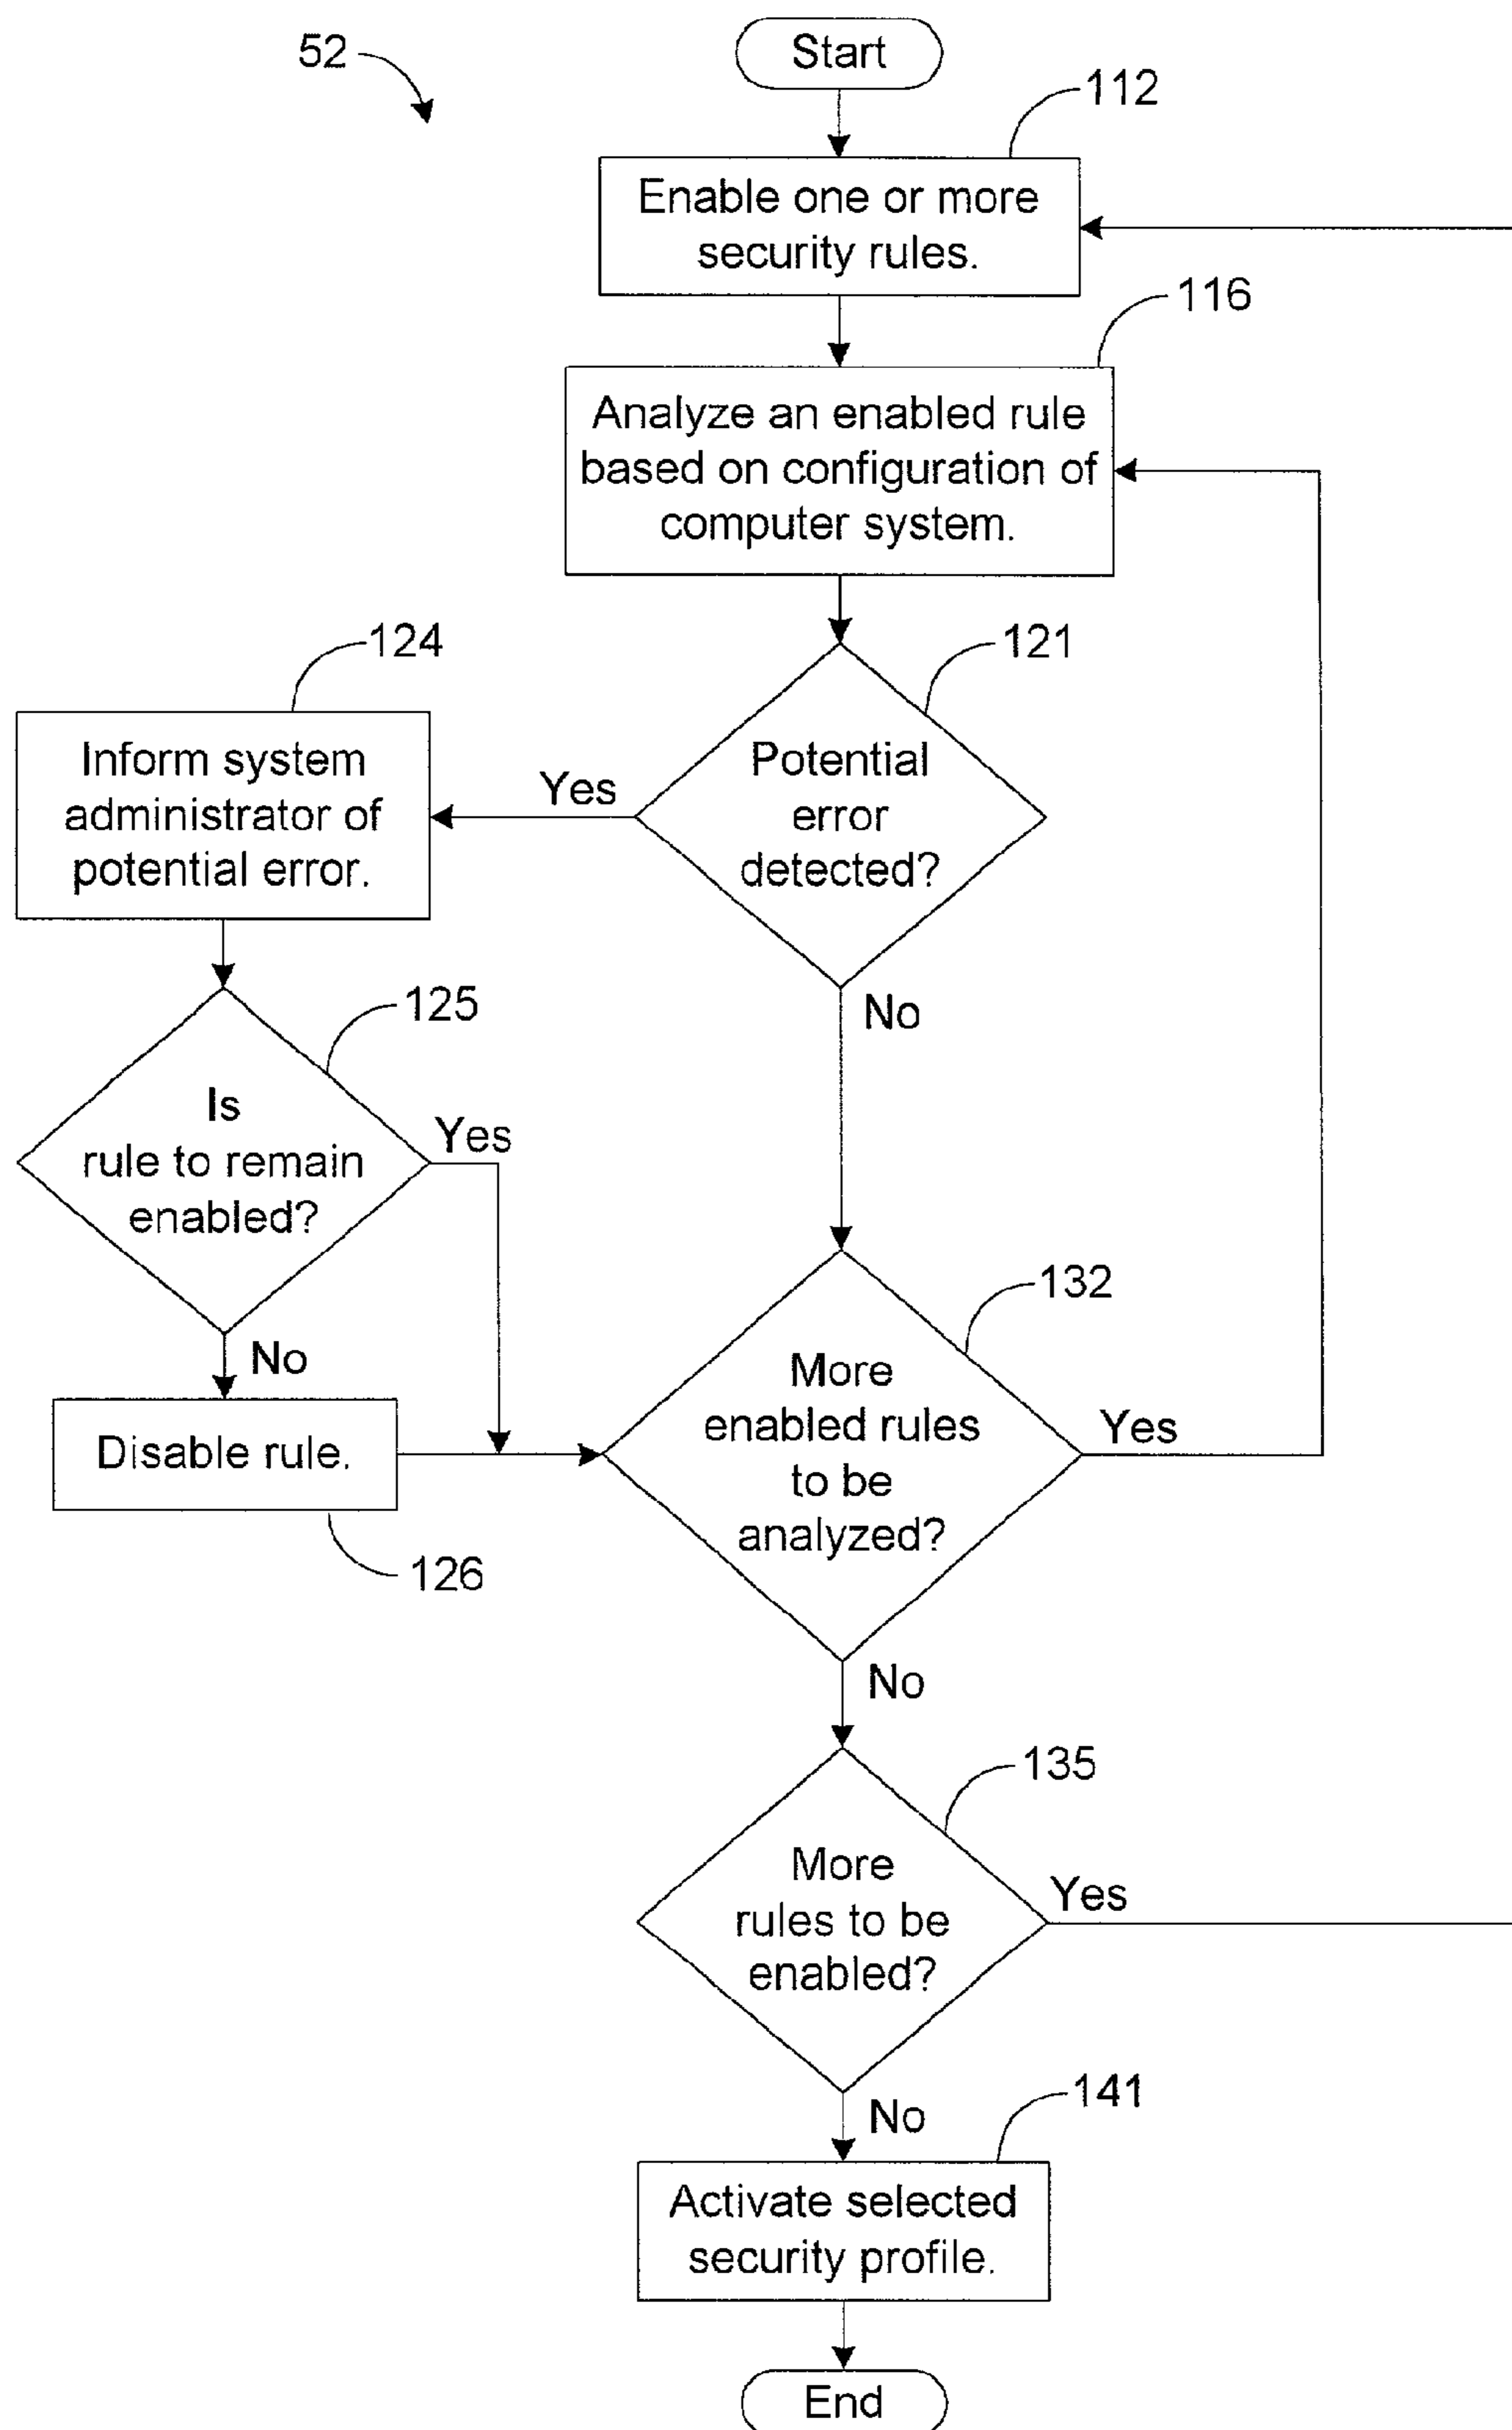 52
Start
112
Enable one or more
security rules.
116
Analyze an enabled rule
based on configuration of
computer system.
124
121
Inform system
administrator of
potential error.
Yes
Potential
error
detected?
No
125
Is
rule to remain
enabled?
Yes
No
132
More
enabled rules
to be
analyzed?
Yes
Disable rule.
126
No
135
More
rules to be
enabled?
Yes
No
141
Activate selected
security profile.
End